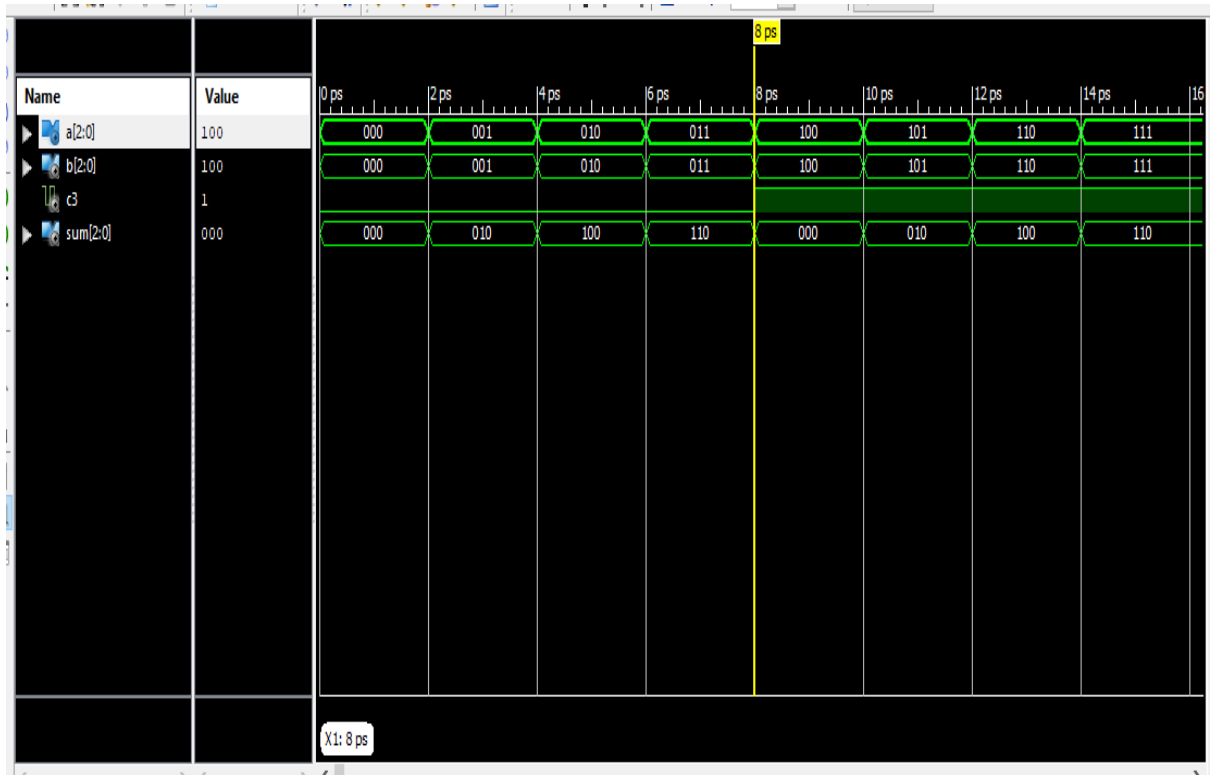 8 ps
Name Value 0 ps 2 ps 4 ps 6 ps 8 ps 10 ps 12 ps 14 ps 16
a[2:0] 100 000 001 010 011 100 101 110 111
b[2:0] 100 000 001 010 011 100 101 110 111
c3 1
sum[2:0] 000 000 010 100 110 000 010 100 110
X1: 8 ps